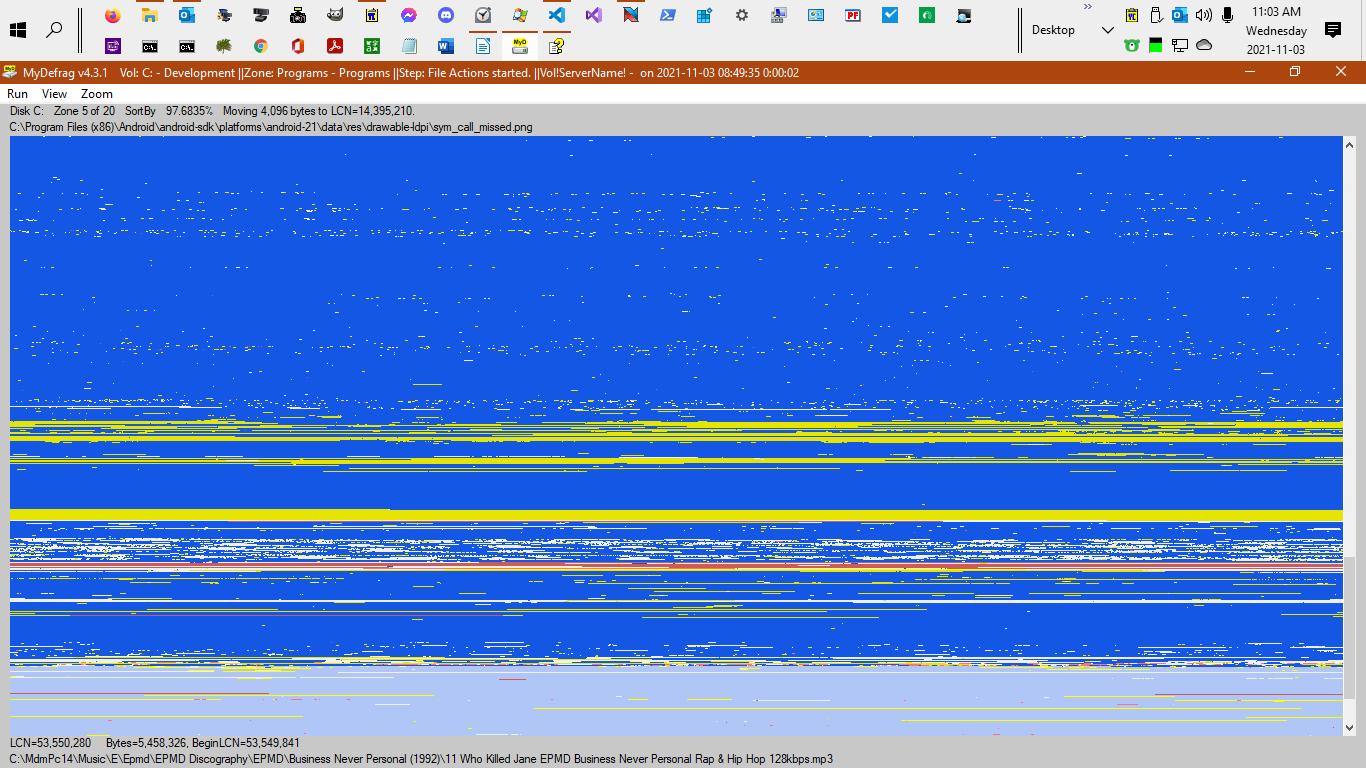 11:03 AM
Desktop
Wednesday
2021-11-03
MyDefrag v4.3.1 Vol: C: - Development ||Zone: Programs - Programs ||Step: File Actions started. ||Vol!ServerName! - on 2021-11-03 08:49:35 0:00:02
Run View Zoom
Disk C: Zone 5 of 20 SortBy 97.6835% Moving 4,096 bytes to LCN=14,395,210.
C:\Program Files (x86)\Android\android-sdk\platforms\android-21\data\res\drawable-ldpi\sym_call_missed.png
LCN=53,550,280 Bytes=5,458,326, BeginLCN=53,549,841
C:\MdmPc14\Music\E\Epmd\EPMD Discography\EPMD\Business Never Personal (1992)\11 Who Killed Jane EPMD Business Never Personal Rap & Hip Hop 128kbps.mp3